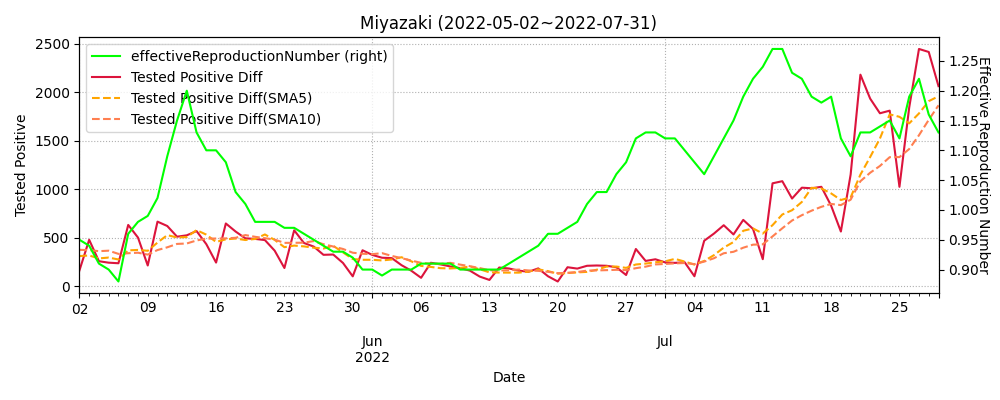 Miyazaki (2022-05-02~2022-07-31)
effectiveReproductionNumber (right)
Tested Positive Diff
Tested Positive Diff(SMA5)
Tested Positive Diff(SMA10)
Tested Positive
2500
2000
1500
1000
500
0
Effective Reproduction Number
1.25
1.20
1.15
1.10
1.05
1.00
0.95
0.90
02 09 16 23 30 06 13 20 27 04 11 18 25
Jun Jul
2022
Date